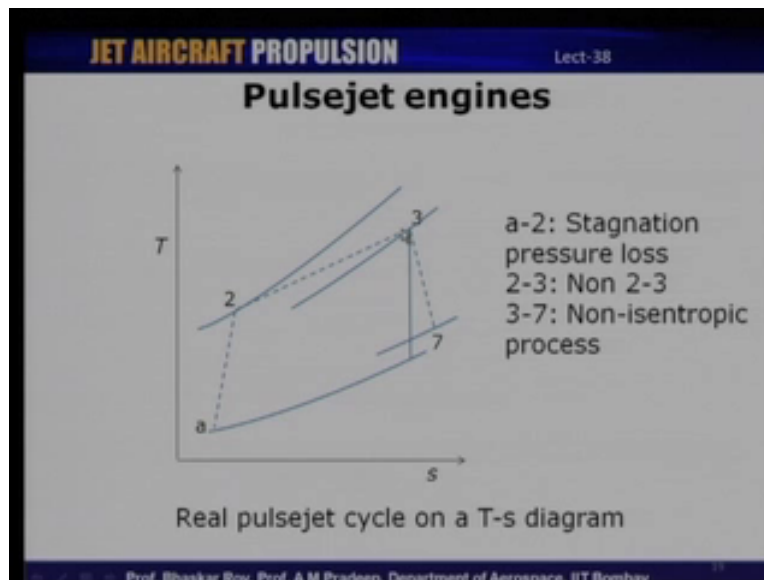 JET AIRCRAFT PROPULSION
Lect-38
Pulsejet engines
T
3
2
7
a
s
a-2: Stagnation
pressure loss
2-3: Non 2-3
3-7: Non-isentropic
process
Real pulsejet cycle on a T-s diagram
Prof. Bhaskar Roy, Prof. A M Pradeep, Department of Aerospace, IIT Bombay